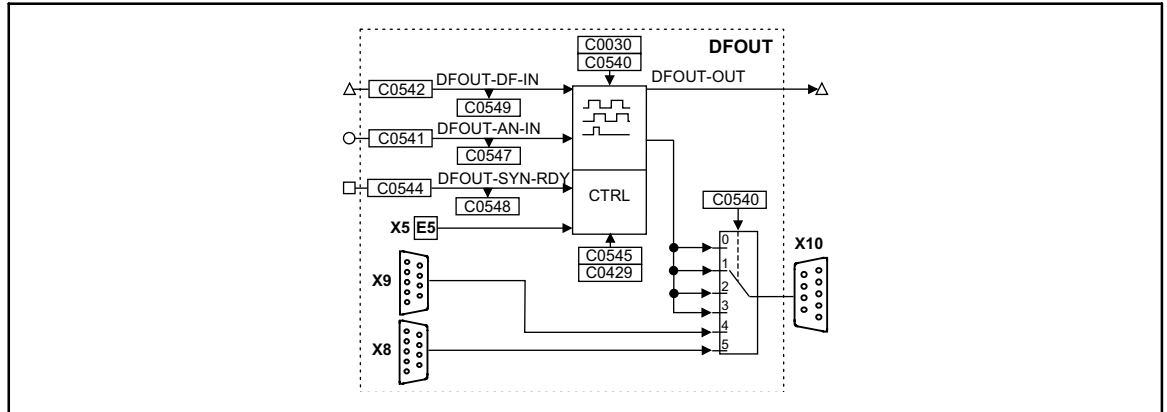 DFOUT
C0030
C0540
DFOUT-DF-IN
DFOUT-OUT
C0542
C0549
DFOUT-AN-IN
C0541
C0547
DFOUT-SYN-RDY
C0544
C0548
CTRL
C0540
X5 E5
C0545
C0429
X10
X9
X8
0
1
2
3
4
5